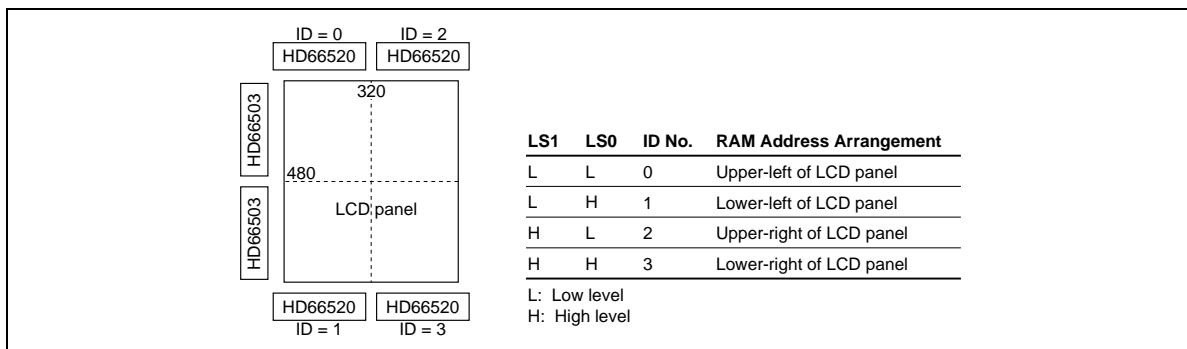 ID = 0 ID = 2
HD66520 HD66520
HD66503
320
480
LCD panel
HD66503
HD66520 HD66520
ID = 1 ID = 3
LS1 LS0 ID No. RAM Address Arrangement
L L 0 Upper-left of LCD panel
L H 1 Lower-left of LCD panel
H L 2 Upper-right of LCD panel
H H 3 Lower-right of LCD panel
L: Low level
H: High level